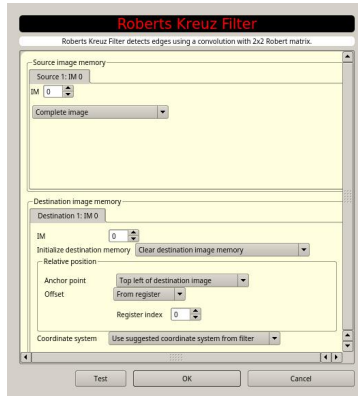 Roberts Kreuz Filter
Roberts Kreuz Filter detects edges using a convolution with 2x2 Robert matrix.
Source image memory
Source 1: IM 0
IM 0
Complete image
Destination image memory
Destination 1: IM 0
IM 0
Initialize destination memory Clear destination image memory
Relative position
Anchor point Top left of destination image
Offset From register
Register index 0
Coordinate system Use suggested coordinate system from filter
Test OK Cancel